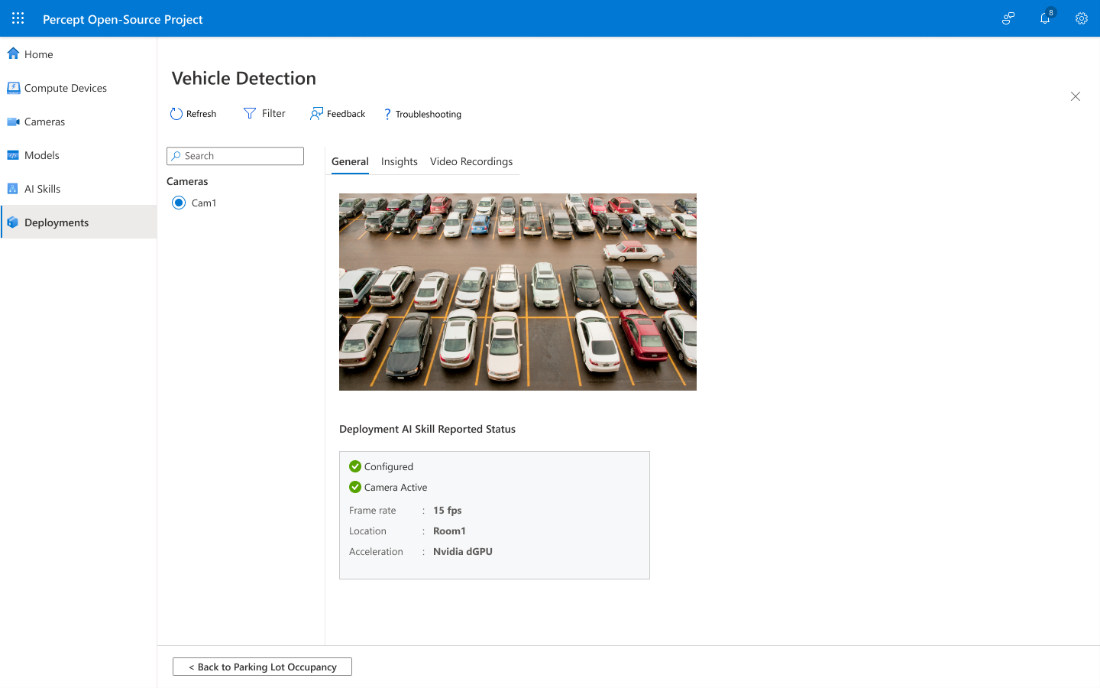 Percept Open-Source Project
8
Home
Compute Devices
Cameras
Models
AI Skills
Deployments
Vehicle Detection
Refresh
Filter
Feedback
? Troubleshooting
Search
Cameras
Cam1
General Insights Video Recordings
Deployment AI Skill Reported Status
Configured
Camera Active
Frame rate : 15 fps
Location : Room1
Acceleration : Nvidia dGPU
< Back to Parking Lot Occupancy